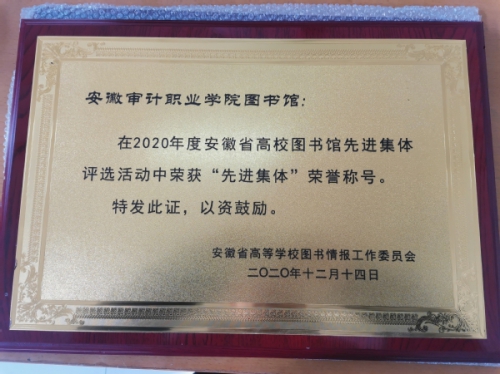 安徽审计职业学院图书馆：
在2020年度安徽省高校图书馆先进集体
评选活动中荣获“先进集体”荣誉称号。
特发此证，以资鼓励。
安徽省高等学校图书情报工作委员会
二〇二〇年十二月十四日